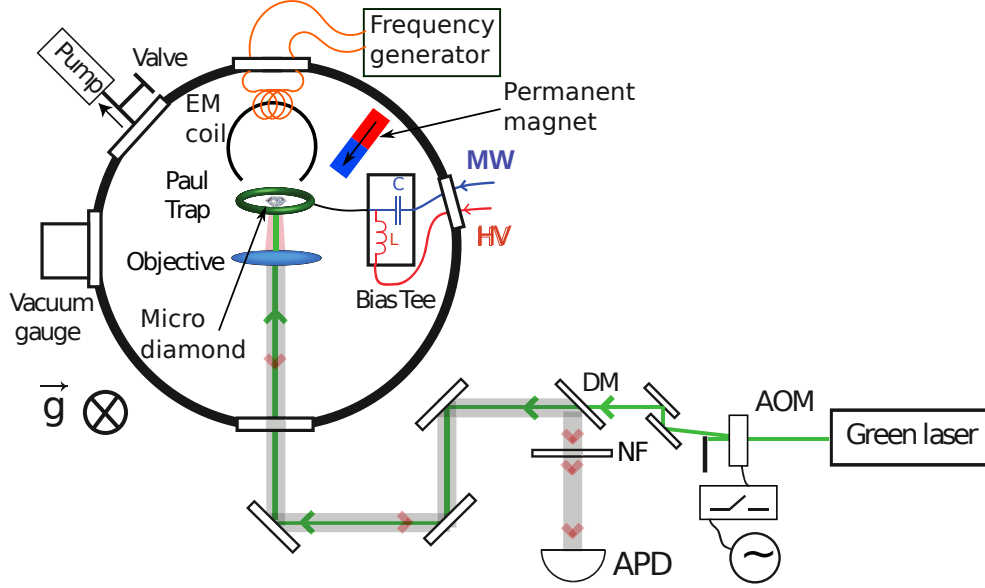 Frequency
generator
Pump
Valve
EM
coil
Permanent
magnet
MW
C
Paul
Trap
L
HV
Objective
Bias Tee
Vacuum
gauge
Micro
diamond
g
DM
AOM
Green laser
NF
~
APD